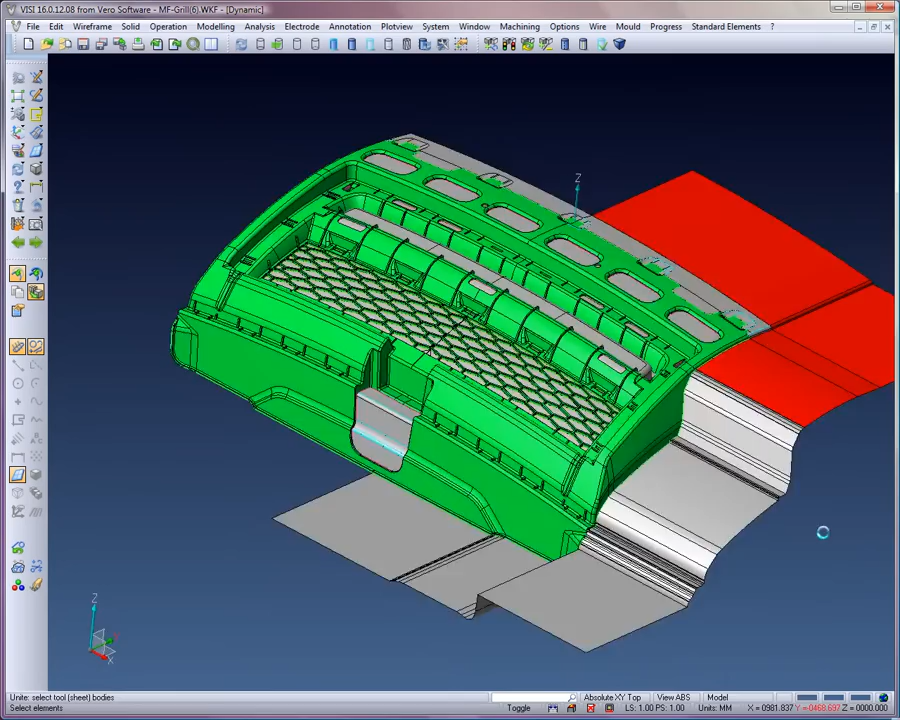 VISI 16.0.12.08 from Vero Software - MF-Grill(6).WKF - [Dynamic]
File Edit Wireframe Solid Operation Modelling Analysis Electrode Annotation Plotview System Window Machining Options Wire Mould Progress Standard Elements ?
Z
Z
X
Unite: select tool (sheet) bodies
Absolute XY Top View ABS Model
Select elements
Toggle LS: 1.00 PS: 1.00 Units: MM X = 0981.837 Y =0468.697 Z = 0000.000